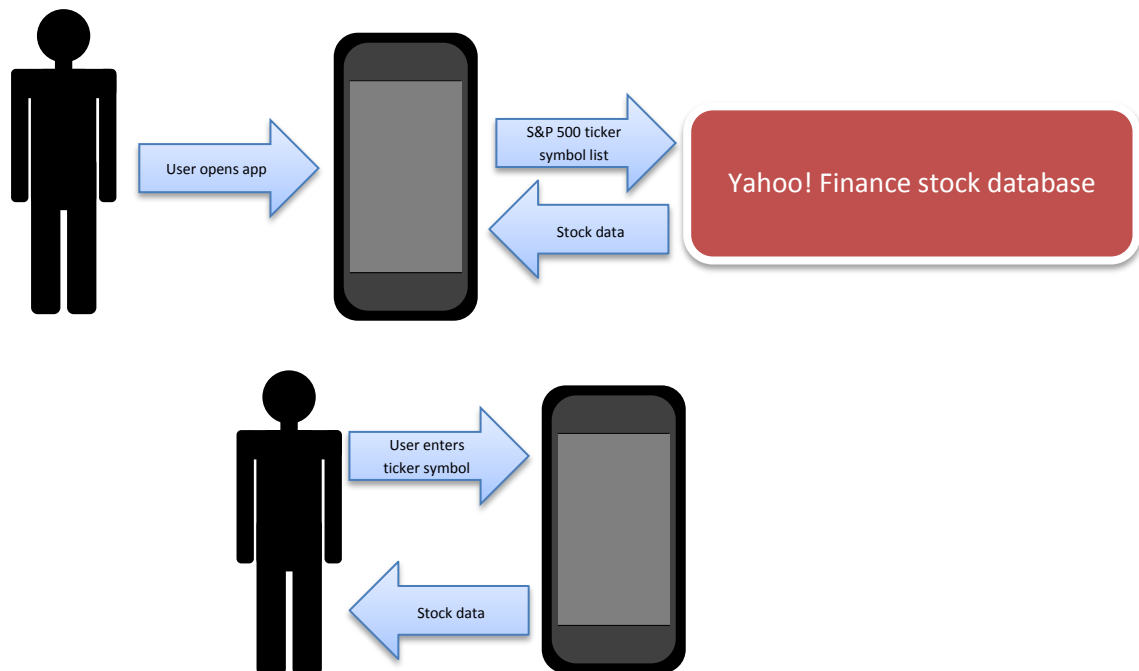 User opens app
S&P 500 ticker
symbol list
Stock data
Yahoo! Finance stock database
User enters
ticker symbol
Stock data